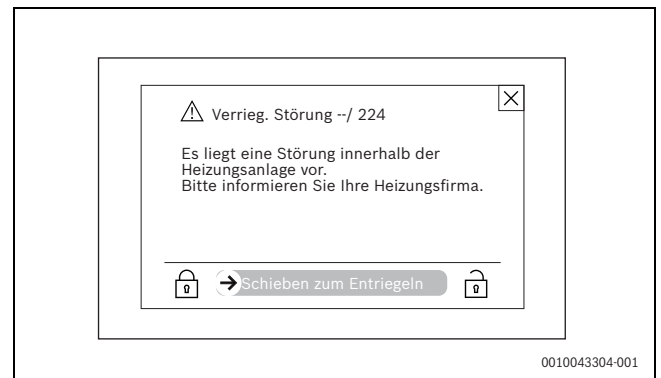 Verrieg. Störung --/ 224
Es liegt eine Störung innerhalb der
Heizungsanlage vor.
Bitte informieren Sie Ihre Heizungsfirma.
Schieben zum Entriegeln
0010043304-001